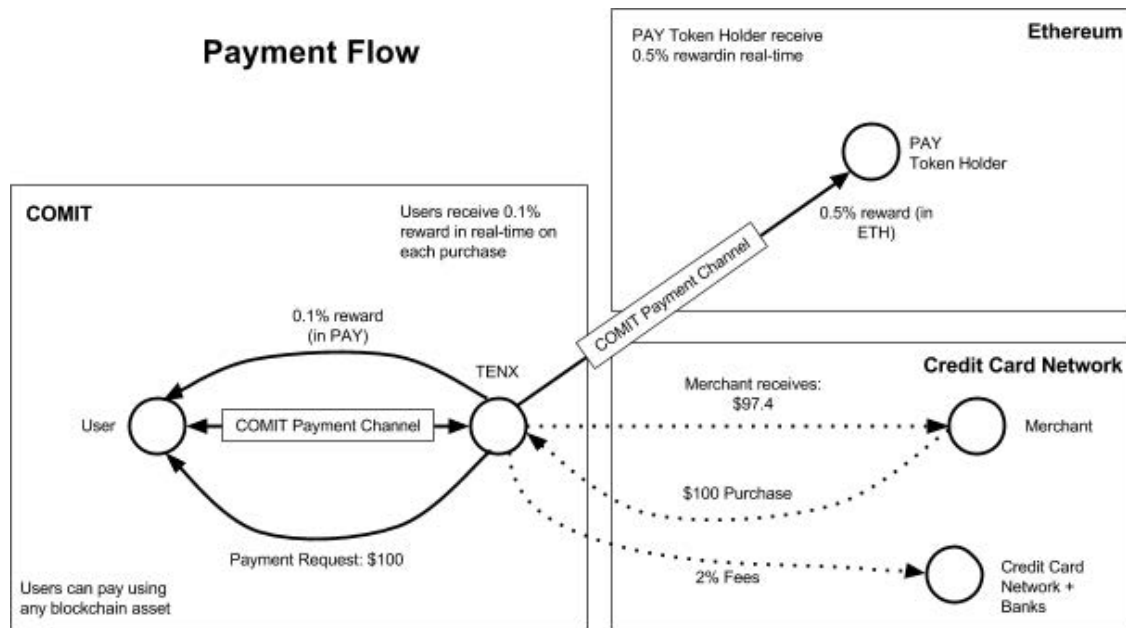 Payment Flow
Ethereum
PAY Token Holder receive
0.5% rewardin real-time
PAY
Token Holder
0.5% reward (in
ETH)
COMIT Payment Channel
COMIT
Users receive 0.1%
reward in real-time on
each purchase
0.1% reward
(in PAY)
TENX
User
COMIT Payment Channel
Payment Request: $100
Users can pay using
any blockchain asset
Credit Card Network
Merchant receives:
$97.4
Merchant
$100 Purchase
2% Fees
Credit Card
Network +
Banks